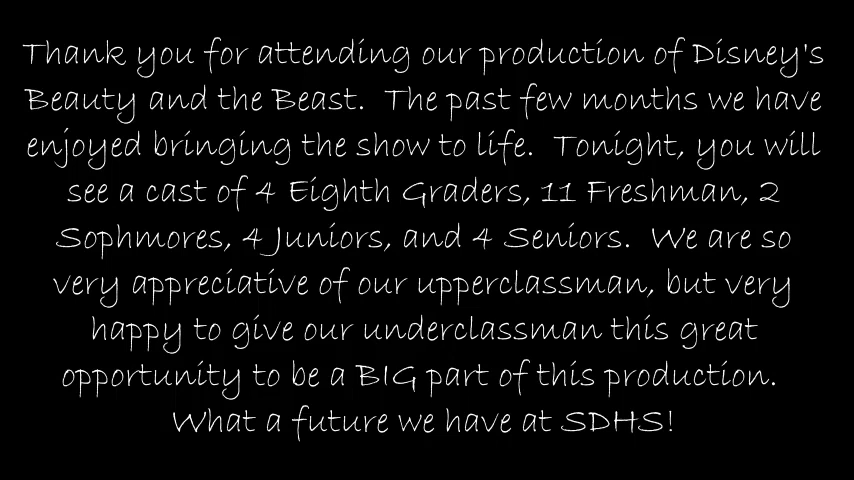 Thank you for attending our production of Disney's
Beauty and the Beast. The past few months we have
enjoyed bringing the show to life. Tonight, you will
see a cast of 4 Eighth Graders, 11 Freshman, 2
Sophmores, 4 Juniors, and 4 Seniors. We are so
very appreciative of our upperclassman, but very
happy to give our underclassman this great
opportunity to be a BIG part of this production.
What a future we have at SDHS!